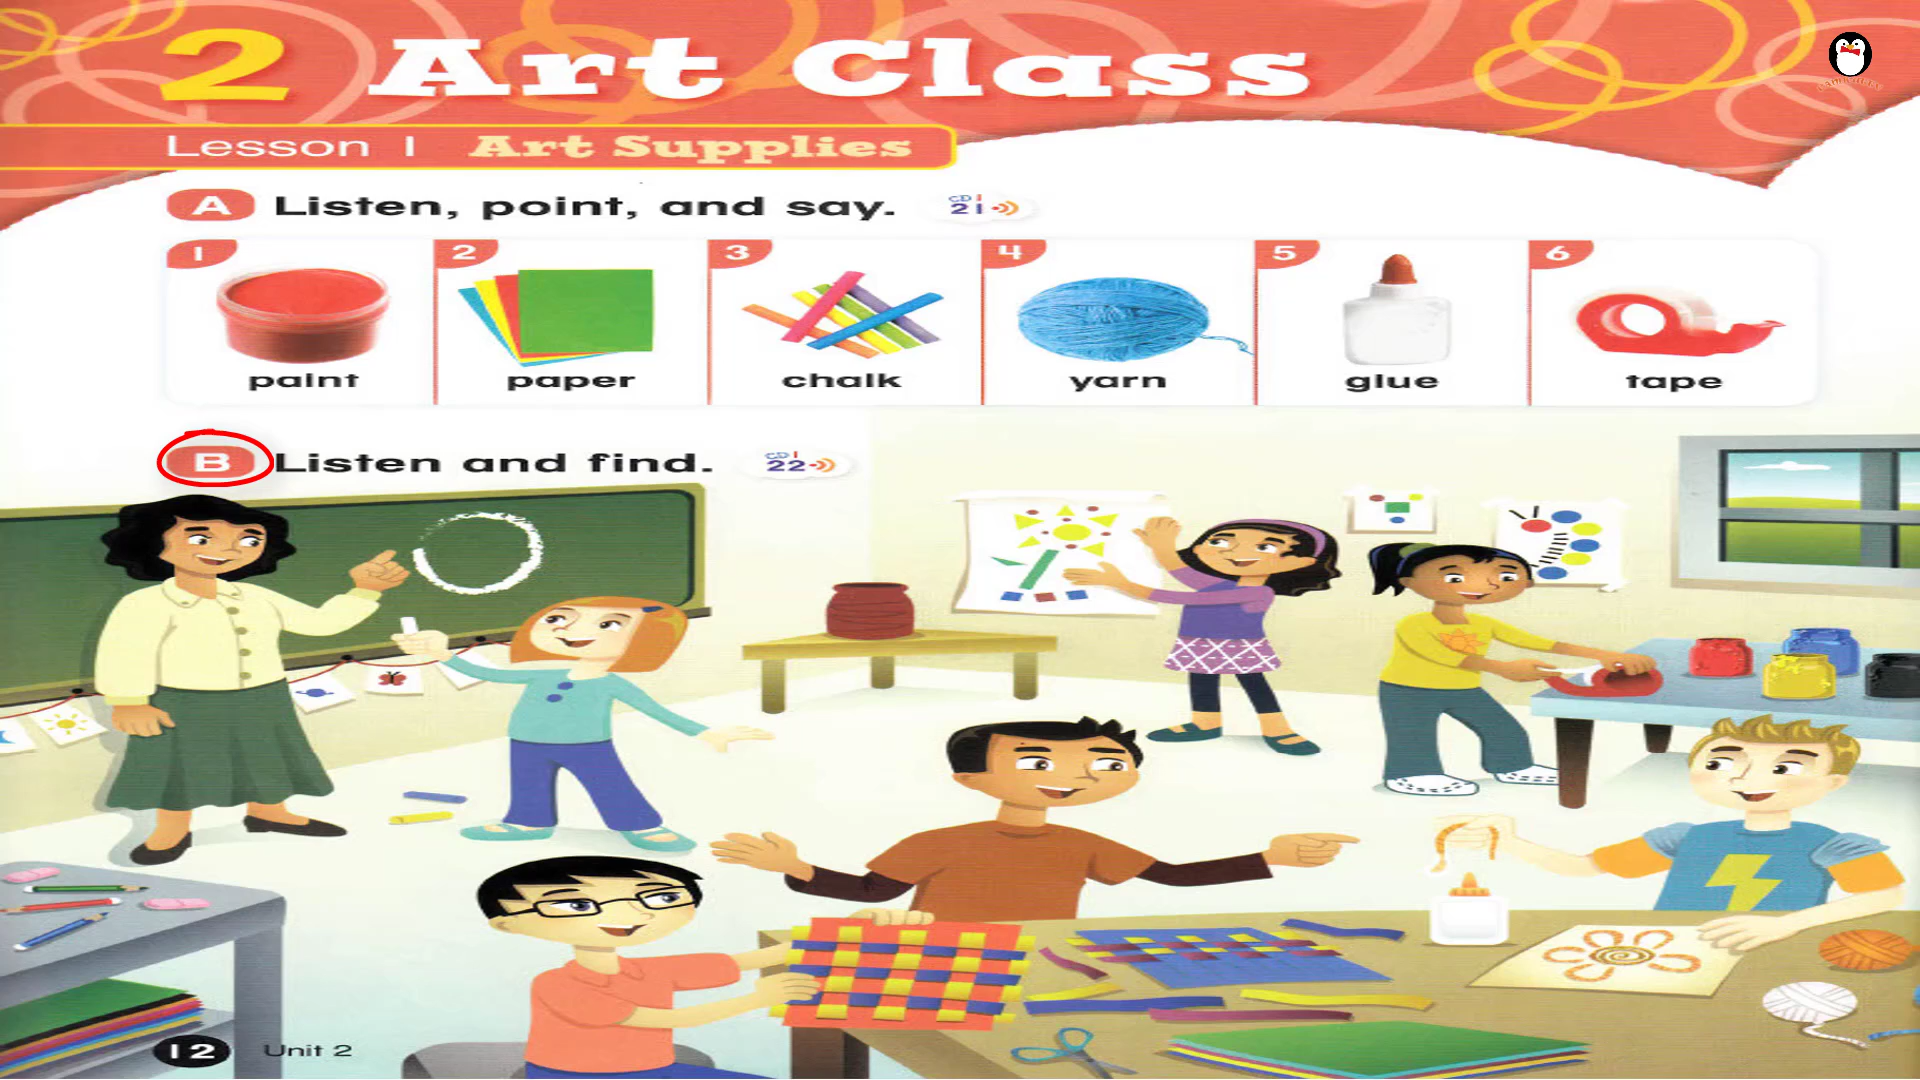 2 Art Class
Lesson 1 Art Supplies
A Listen, point, and say. CD1 21
1 2 3 4 5 6
paint paper chalk yarn glue tape
B Listen and find. CD1 22
12 Unit 2